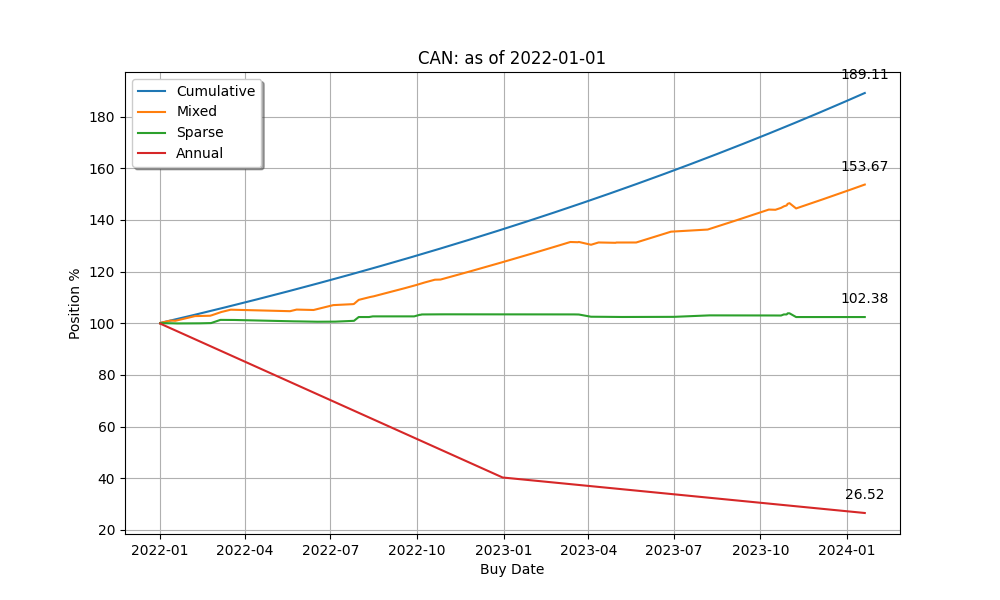 CAN: as of 2022-01-01
189.11
Cumulative
Mixed
Sparse
Annual
180
160
153.67
140
120
102.38
100
80
60
40
26.52
20
Position %
2022-01 2022-04 2022-07 2022-10 2023-01 2023-04 2023-07 2023-10 2024-01
Buy Date